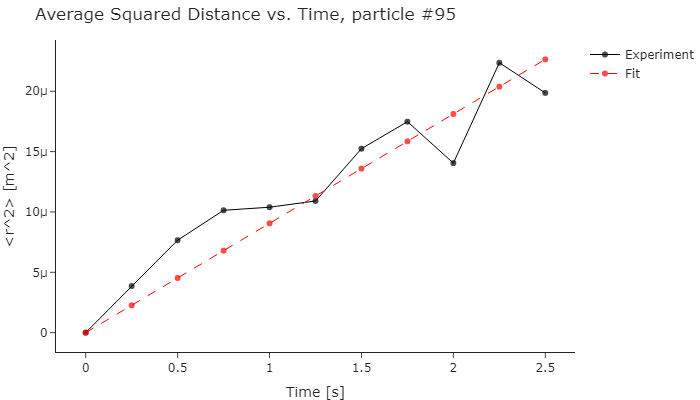 Average Squared Distance vs. Time, particle #95
Experiment
Fit
<r^2> [m^2]
20μ
15μ
10μ
5μ
0
0
0.5
1
1.5
2
2.5
Time [s]